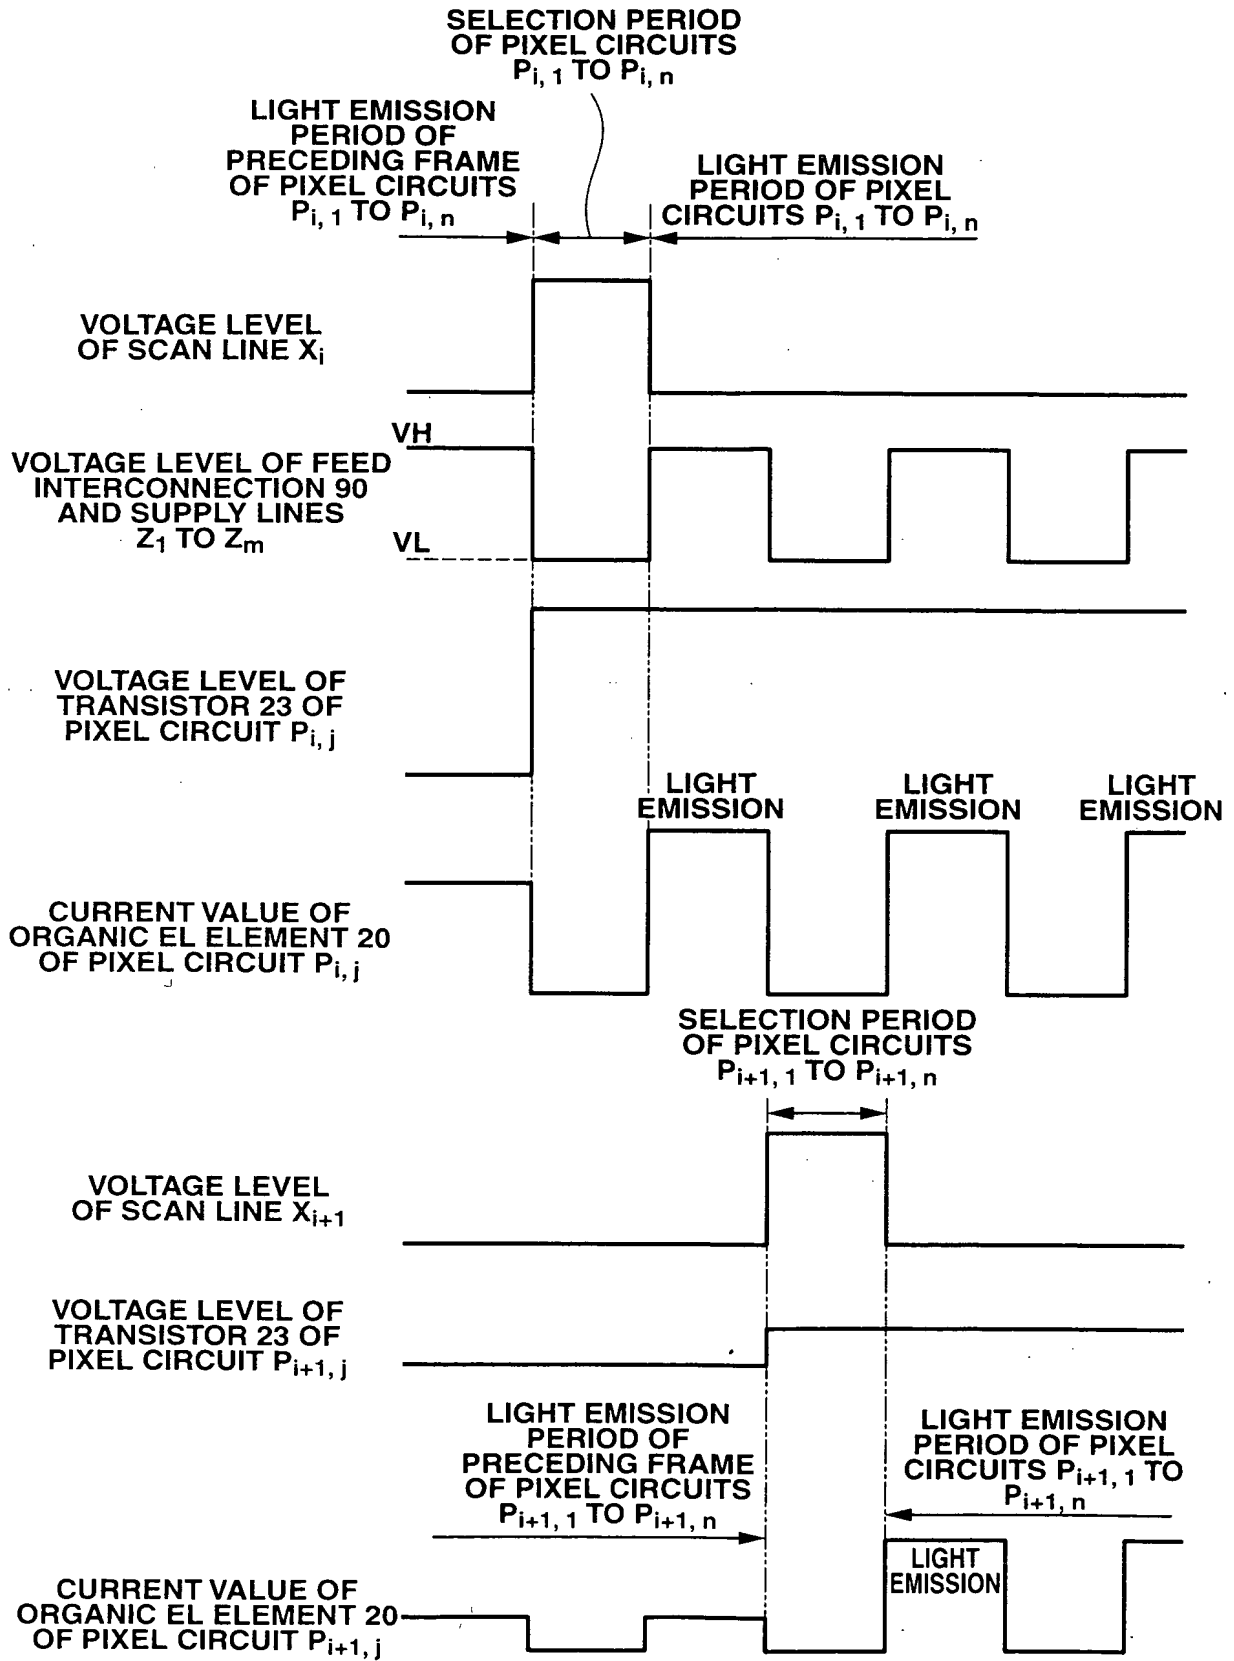 SELECTION PERIOD
OF PIXEL CIRCUITS
Pi, 1 TO Pi, n
LIGHT EMISSION
PERIOD OF
PRECEDING FRAME
OF PIXEL CIRCUITS
Pi, 1 TO Pi, n
LIGHT EMISSION
PERIOD OF PIXEL
CIRCUITS Pi, 1 TO Pi, n
VOLTAGE LEVEL
OF SCAN LINE Xi
VH
VOLTAGE LEVEL OF FEED
INTERCONNECTION 90
AND SUPPLY LINES
Z1 TO Zm
VL
VOLTAGE LEVEL OF
TRANSISTOR 23 OF
PIXEL CIRCUIT Pi, j
LIGHT
EMISSION
LIGHT
EMISSION
LIGHT
EMISSION
CURRENT VALUE OF
ORGANIC EL ELEMENT 20
OF PIXEL CIRCUIT Pi, j
SELECTION PERIOD
OF PIXEL CIRCUITS
Pi+1, 1 TO Pi+1, n
VOLTAGE LEVEL
OF SCAN LINE Xi+1
VOLTAGE LEVEL OF
TRANSISTOR 23 OF
PIXEL CIRCUIT Pi+1, j
LIGHT EMISSION
PERIOD OF
PRECEDING FRAME
OF PIXEL CIRCUITS
Pi+1, 1 TO Pi+1, n
LIGHT EMISSION
PERIOD OF PIXEL
CIRCUITS Pi+1, 1 TO
Pi+1, n
LIGHT
EMISSION
CURRENT VALUE OF
ORGANIC EL ELEMENT 20
OF PIXEL CIRCUIT Pi+1, j